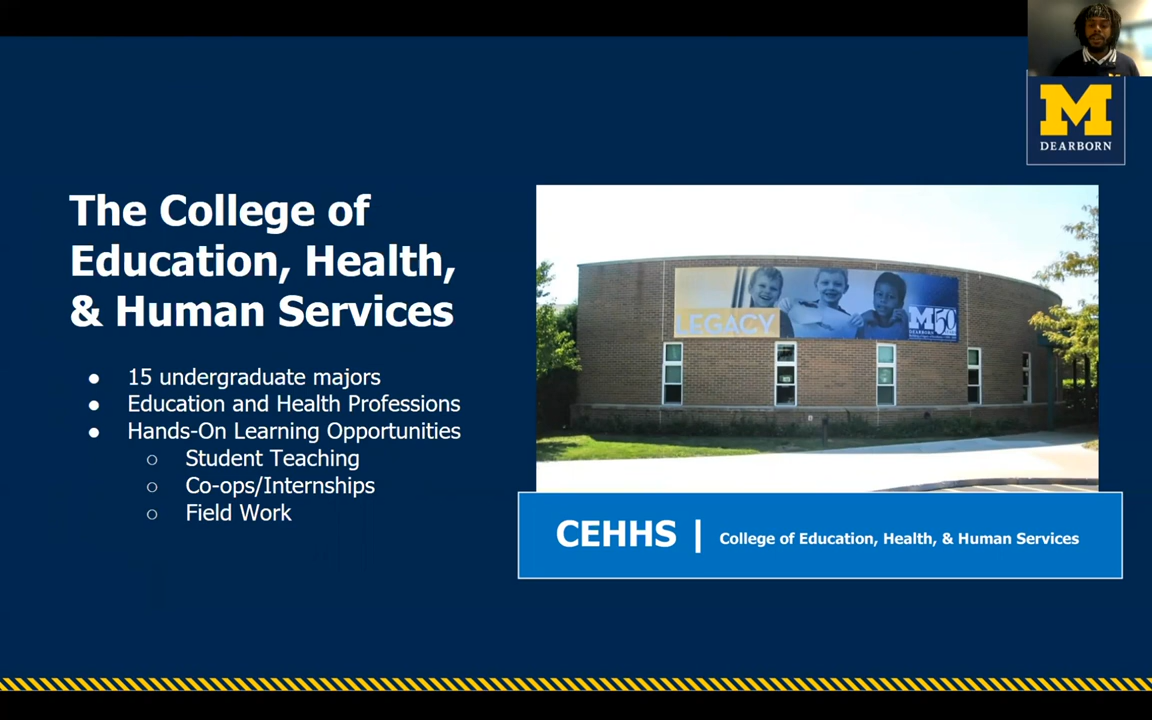 M
DEARBORN
The College of
Education, Health,
& Human Services
● 15 undergraduate majors
● Education and Health Professions
● Hands-On Learning Opportunities
○ Student Teaching
○ Co-ops/Internships
○ Field Work
LEGACY
M50
DEARBORN
CEHHS | College of Education, Health, & Human Services